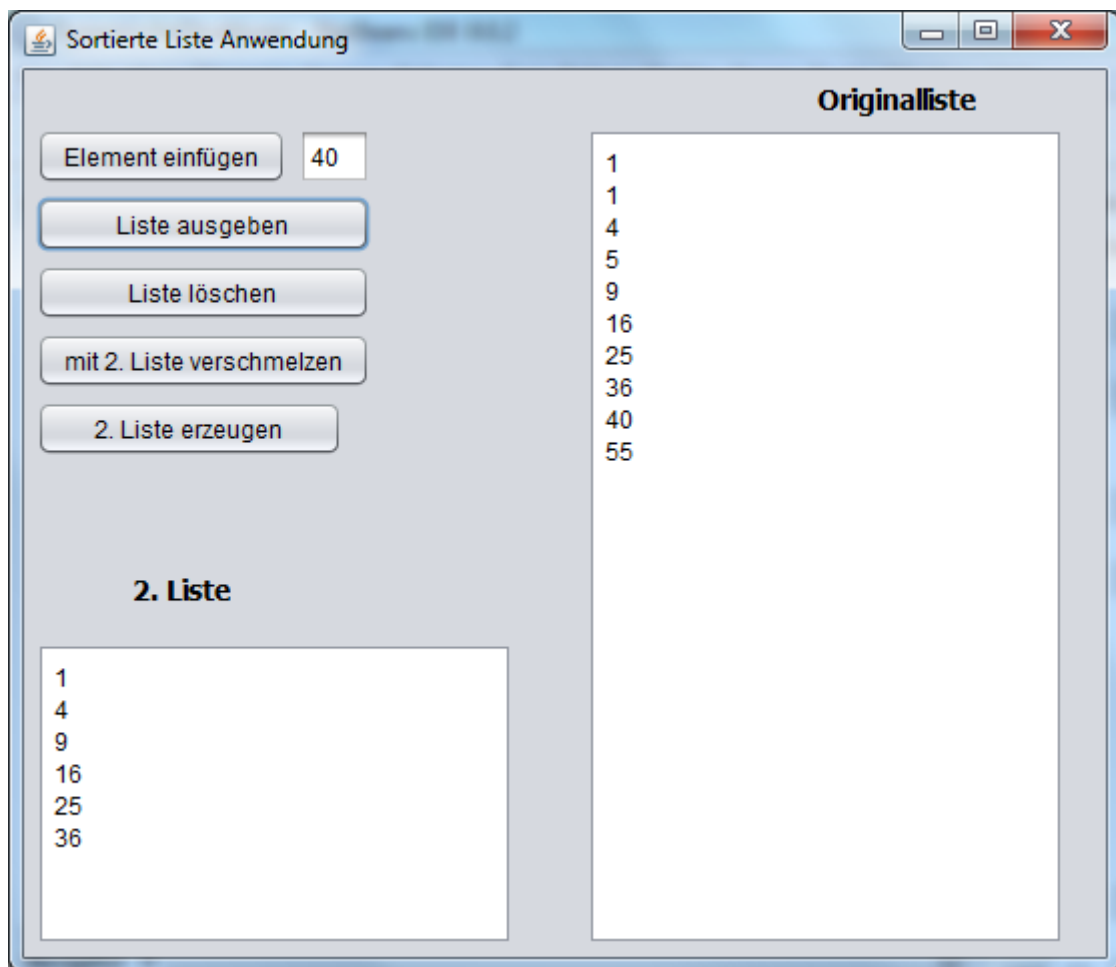 Sortierte Liste Anwendung
Originalliste
Element einfügen
40
Liste ausgeben
Liste löschen
mit 2. Liste verschmelzen
2. Liste erzeugen
1
1
4
5
9
16
25
36
40
55
2. Liste
1
4
9
16
25
36